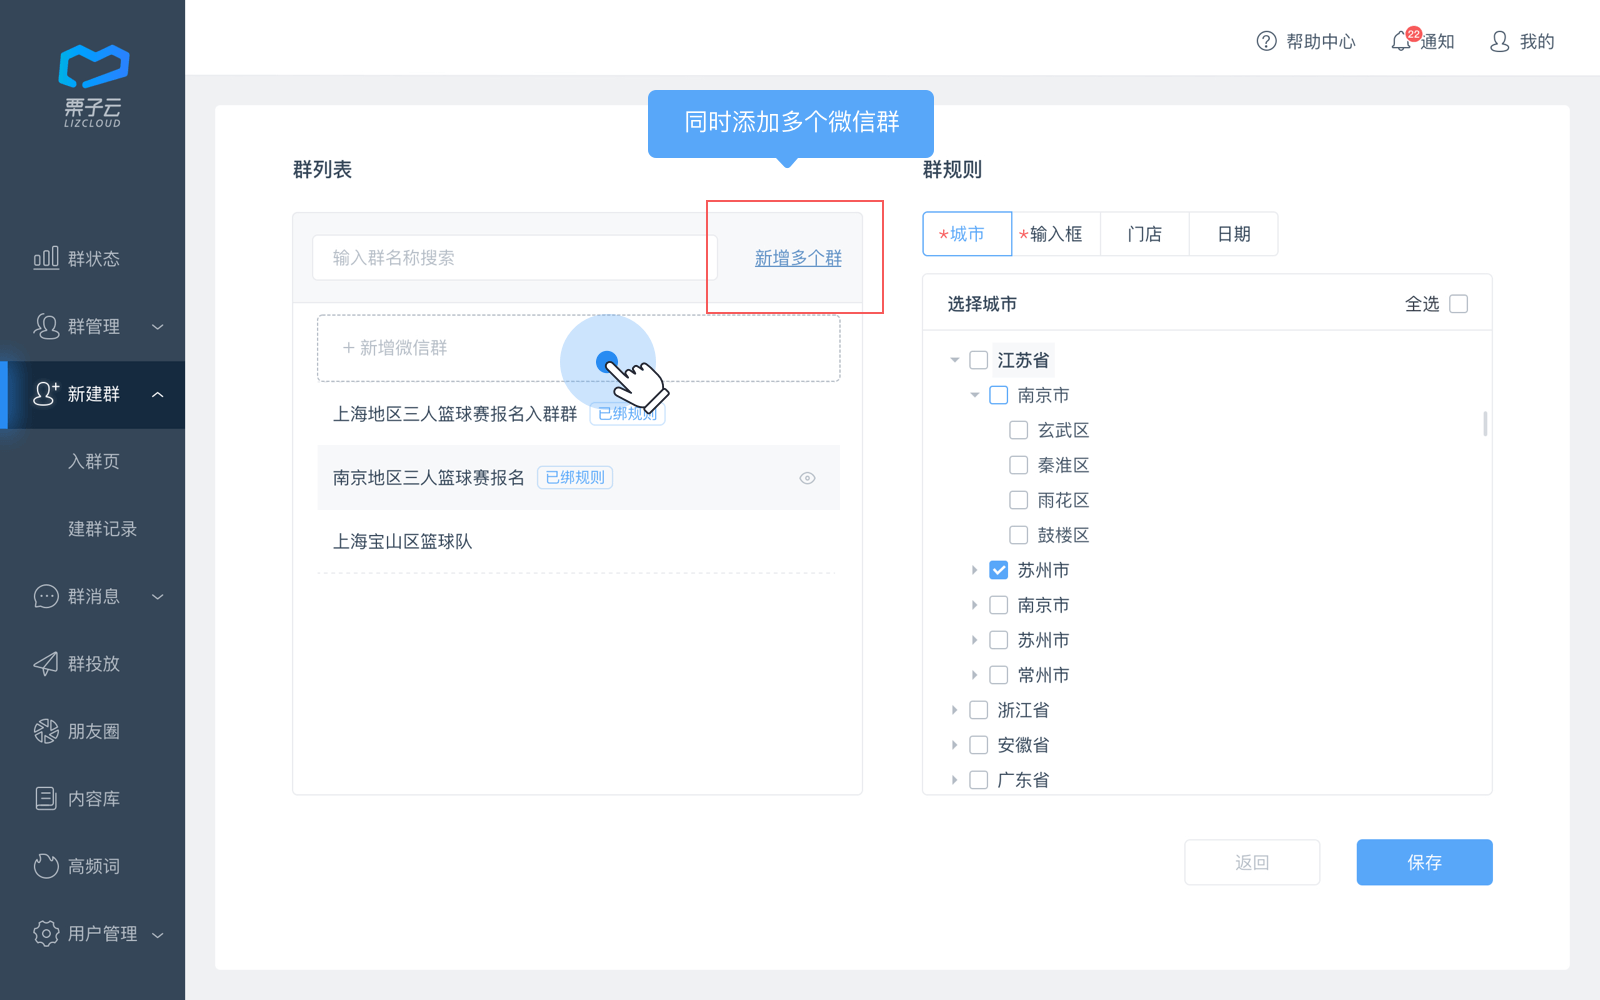 栗子云
LIZCLOUD
帮助中心
22
通知
我的
群状态
群管理
新建群
入群页
建群记录
群消息
群投放
朋友圈
内容库
高频词
用户管理
同时添加多个微信群
群列表
输入群名称搜索
新增多个群
+ 新增微信群
上海地区三人篮球赛报名入群群 已绑规则
南京地区三人篮球赛报名 已绑规则
上海宝山区篮球队
群规则
*城市 *输入框 门店 日期
选择城市 全选
江苏省
南京市
玄武区
秦淮区
雨花区
鼓楼区
苏州市
南京市
苏州市
常州市
浙江省
安徽省
广东省
返回 保存